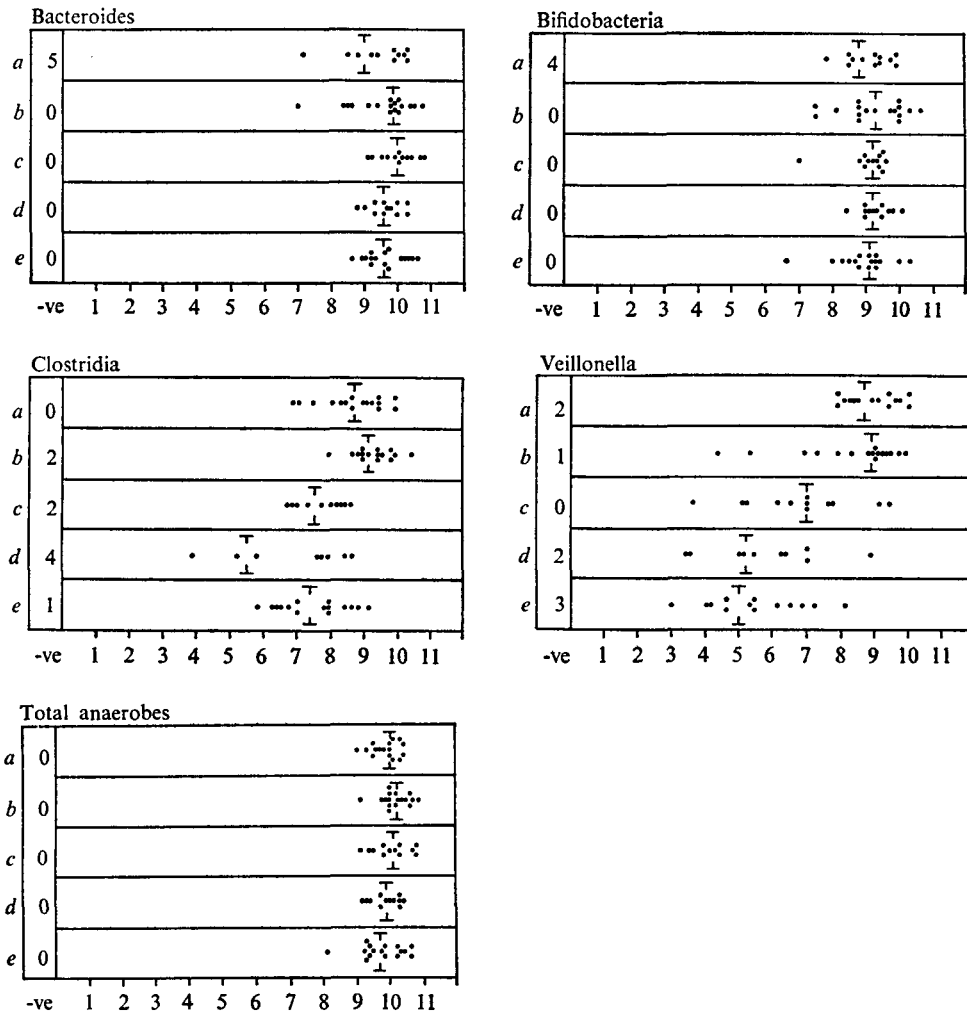 Bacteroides
a 5
b 0
c 0
d 0
e 0
-ve 1 2 3 4 5 6 7 8 9 10 11
Bifidobacteria
a 4
b 0
c 0
d 0
e 0
-ve 1 2 3 4 5 6 7 8 9 10 11
Clostridia
a 0
b 2
c 2
d 4
e 1
-ve 1 2 3 4 5 6 7 8 9 10 11
Veillonella
a 2
b 1
c 0
d 2
e 3
-ve 1 2 3 4 5 6 7 8 9 10 11
Total anaerobes
a 0
b 0
c 0
d 0
e 0
-ve 1 2 3 4 5 6 7 8 9 10 11